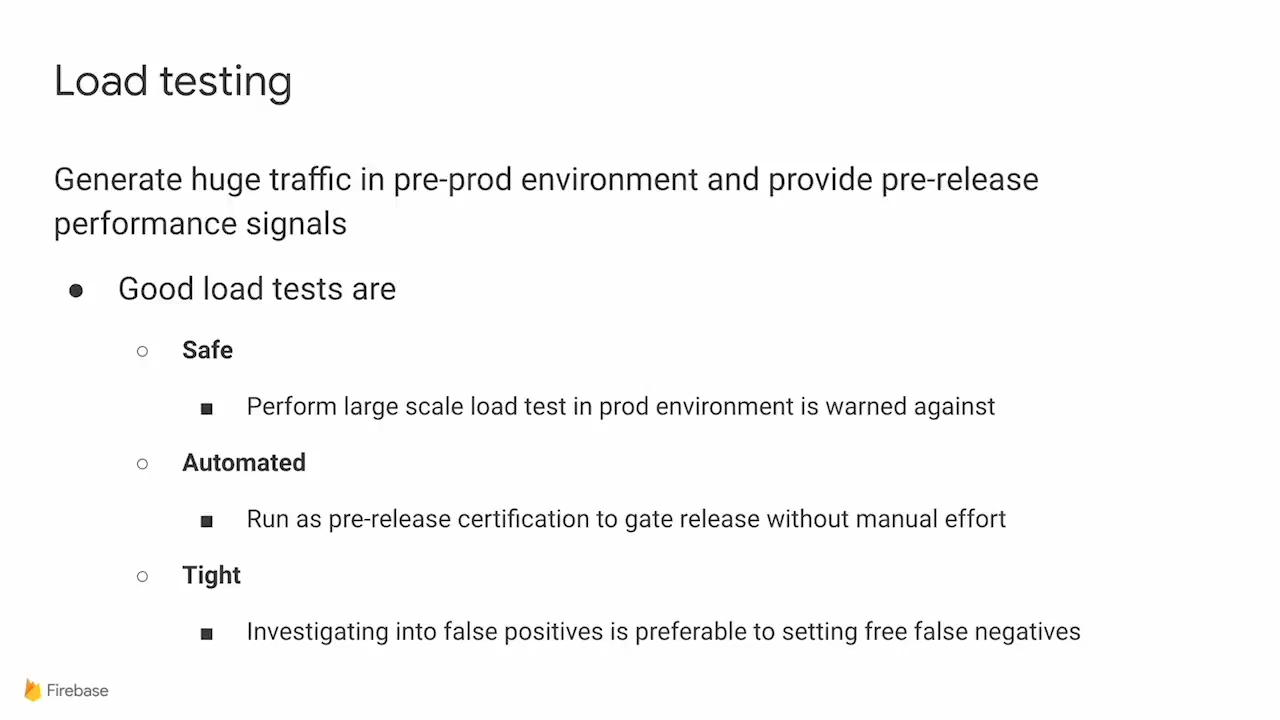 Load testing
Generate huge traffic in pre-prod environment and provide pre-release
performance signals
● Good load tests are
○ Safe
■ Perform large scale load test in prod environment is warned against
○ Automated
■ Run as pre-release certification to gate release without manual effort
○ Tight
■ Investigating into false positives is preferable to setting free false negatives
Firebase